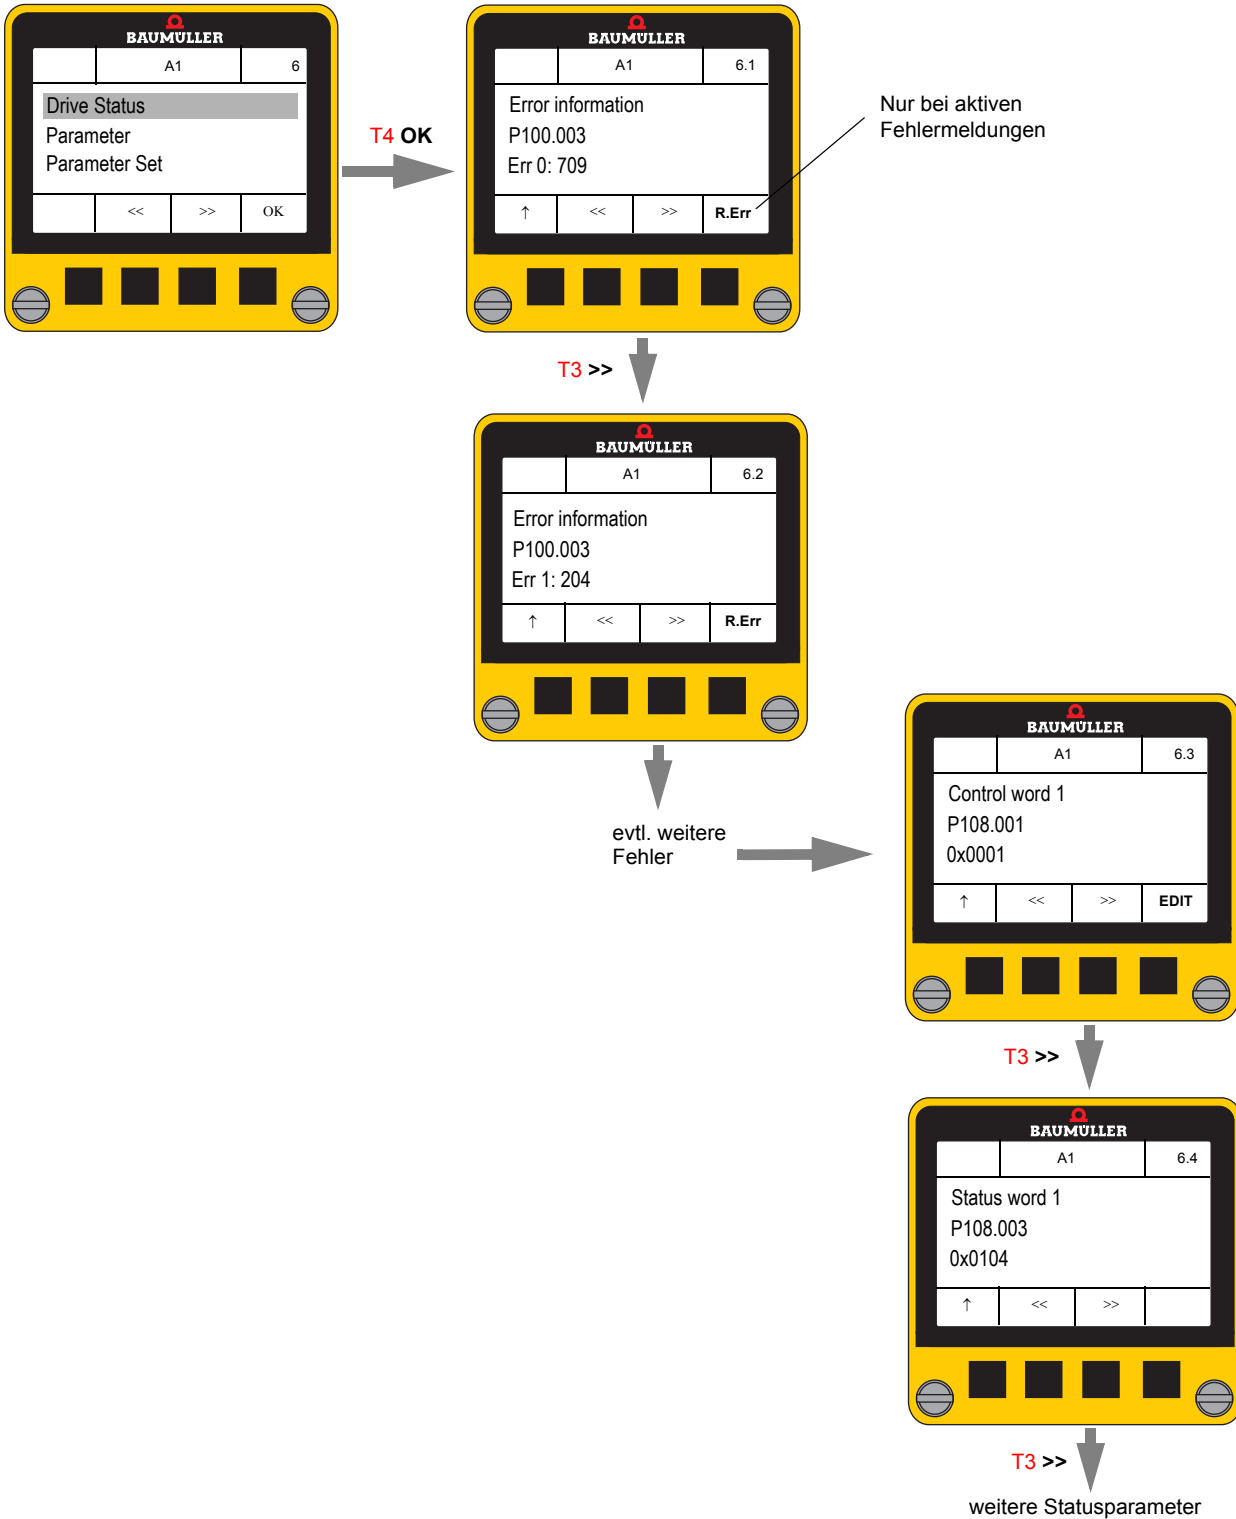 BAUMÜLLER
A1 6
Drive Status
Parameter
Parameter Set
<< >> OK
T4 OK
BAUMÜLLER
A1 6.1
Error information
P100.003
Err 0: 709
↑ << >> R.Err
Nur bei aktiven
Fehlermeldungen
T3 >>
BAUMÜLLER
A1 6.2
Error information
P100.003
Err 1: 204
↑ << >> R.Err
evtl. weitere
Fehler
BAUMÜLLER
A1 6.3
Control word 1
P108.001
0x0001
↑ << >> EDIT
T3 >>
BAUMÜLLER
A1 6.4
Status word 1
P108.003
0x0104
↑ << >>
T3 >>
weitere Statusparameter